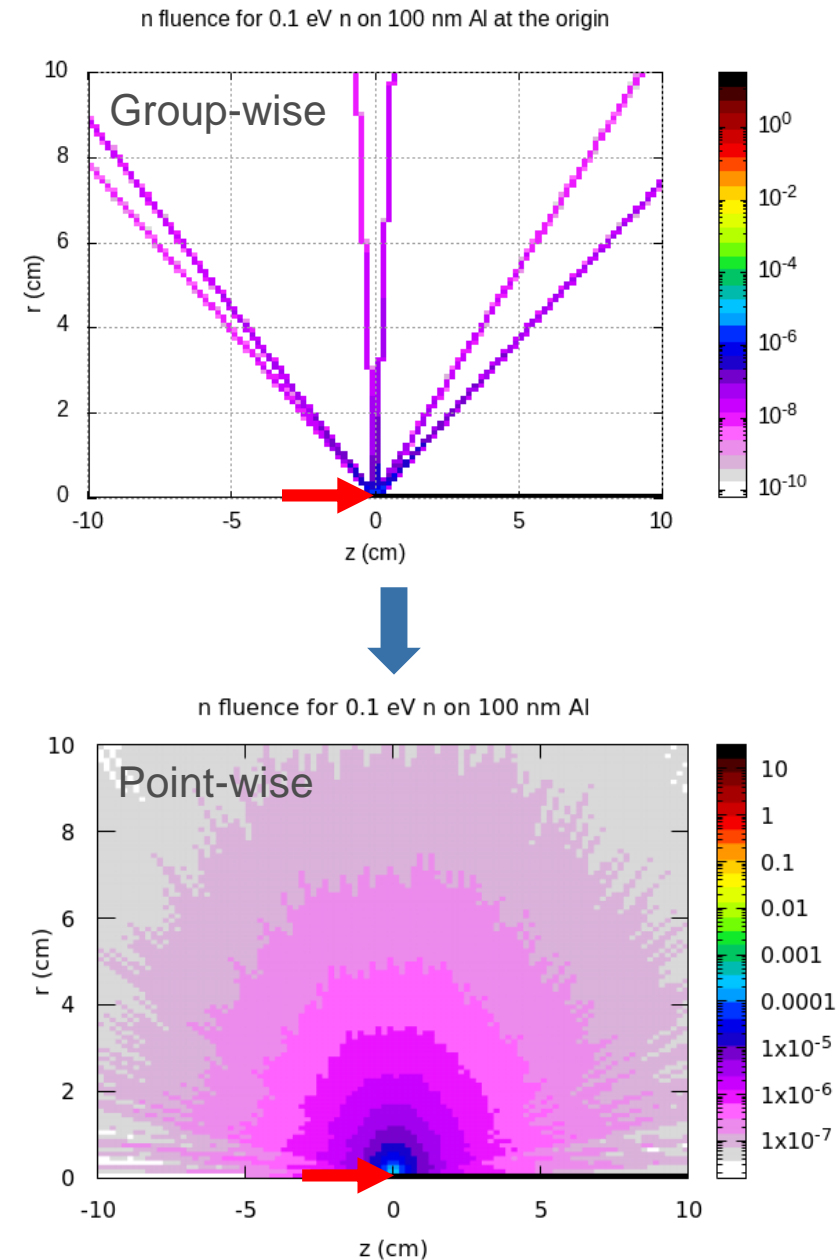 n fluence for 0.1 eV n on 100 nm Al at the origin
Group-wise
10
8
6
4
2
0
r (cm)
-10 -5 0 5 10
z (cm)
10^0
10^-2
10^-4
10^-6
10^-8
10^-10
n fluence for 0.1 eV n on 100 nm Al
Point-wise
10
8
6
4
2
0
r (cm)
-10 -5 0 5 10
z (cm)
10
1
0.1
0.01
0.001
0.0001
1x10^-5
1x10^-6
1x10^-7